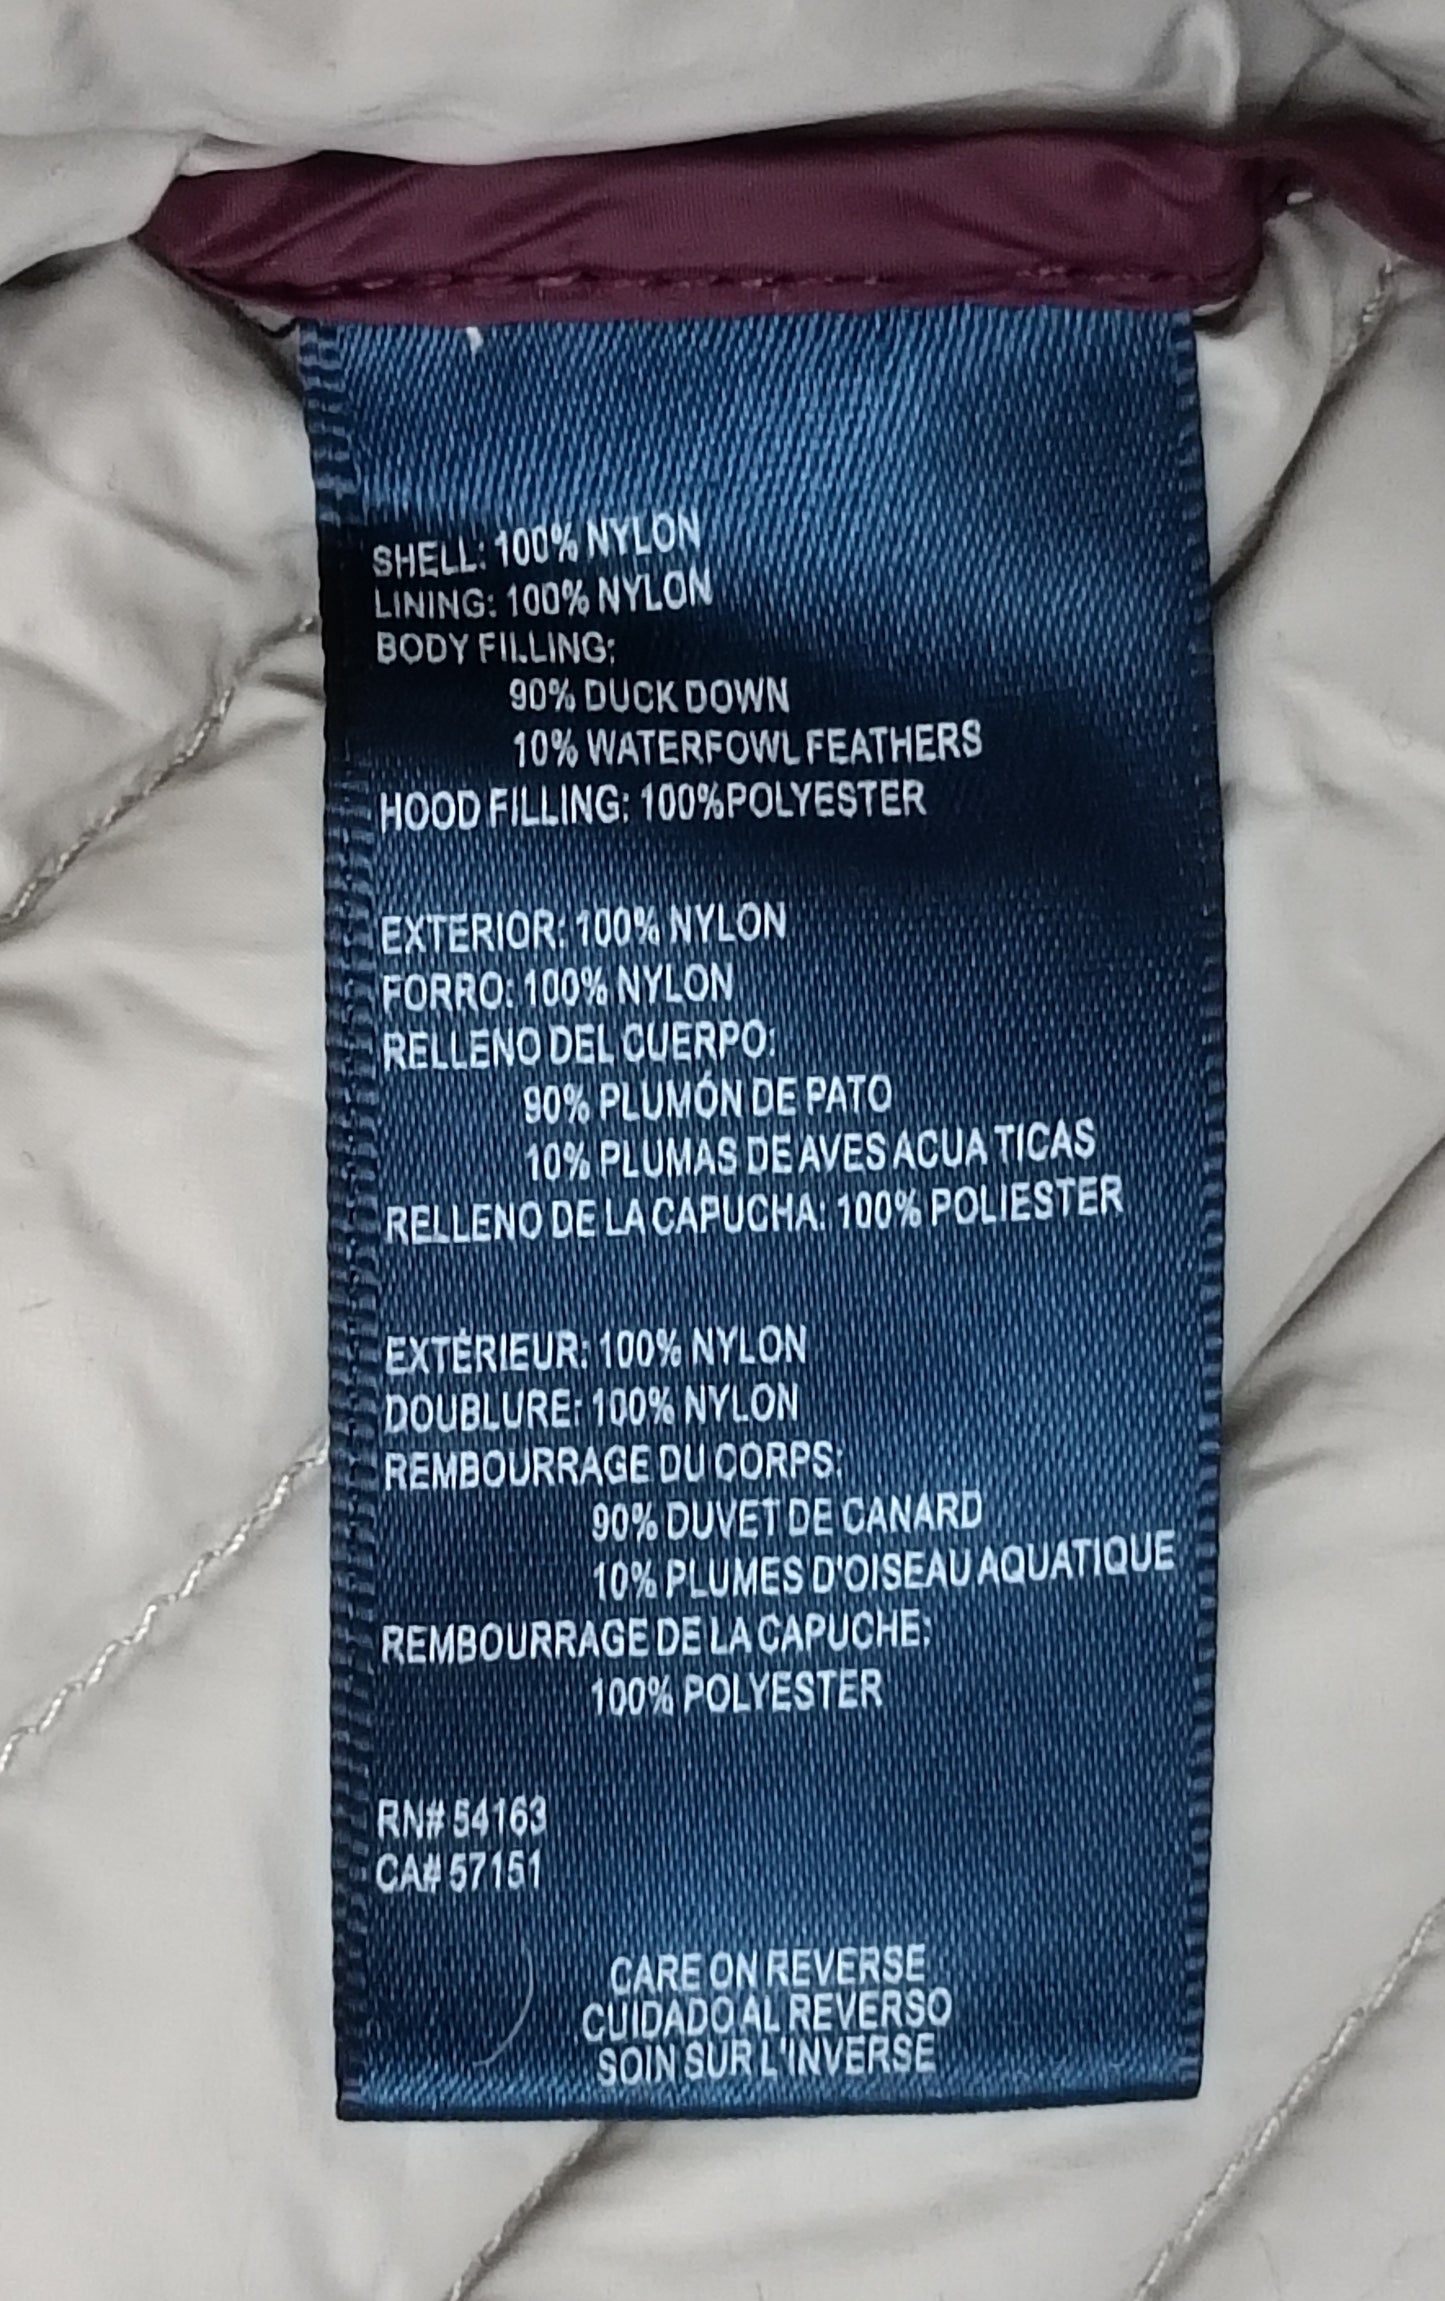 SHELL: 100% NYLON
LINING: 100% NYLON
BODY FILLING:
90% DUCK DOWN
10% WATERFOWL FEATHERS
HOOD FILLING: 100%POLYESTER
EXTERIOR: 100% NYLON
FORRO: 100% NYLON
RELLENO DEL CUERPO:
90% PLUMÓN DE PATO
10% PLUMAS DE AVES ACUA TICAS
RELLENO DE LA CAPUCHA: 100% POLIESTER
EXTÉRIEUR: 100% NYLON
DOUBLURE: 100% NYLON
REMBOURRAGE DU CORPS:
90% DUVET DE CANARD
10% PLUMES D'OISEAU AQUATIQUE
REMBOURRAGE DE LA CAPUCHE:
100% POLYESTER
RN# 54163
CA# 57151
CARE ON REVERSE
CUIDADO AL REVERSO
SOIN SUR L'INVERSE